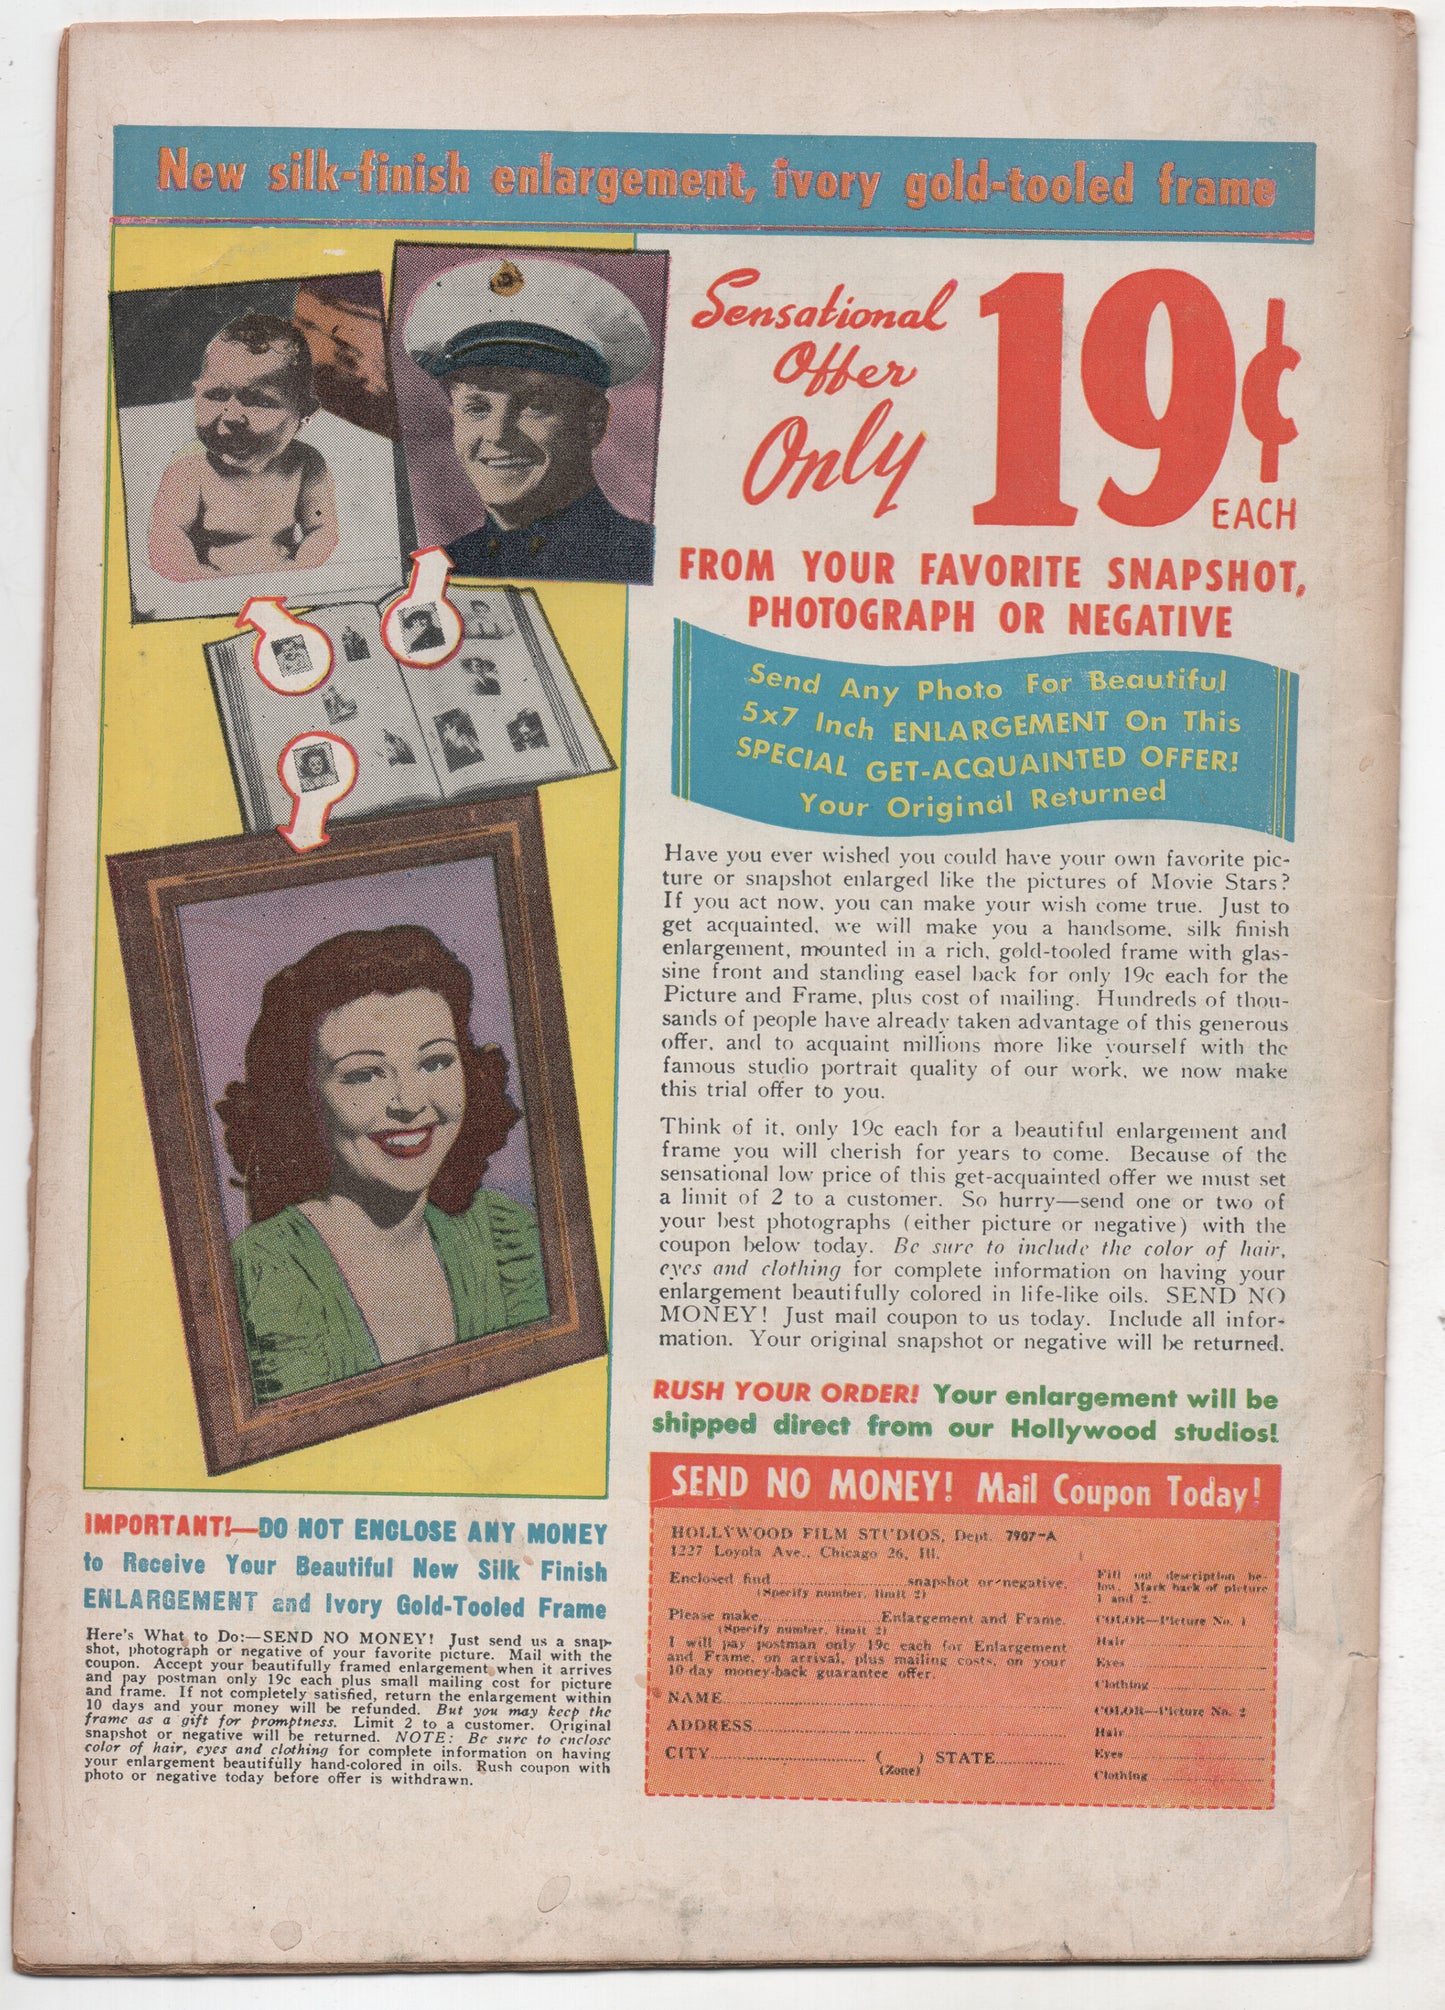 New silk-finish enlargement, ivory gold-tooled frame
Sensational
Offer
Only
19¢
EACH
FROM YOUR FAVORITE SNAPSHOT,
PHOTOGRAPH OR NEGATIVE
Send Any Photo For Beautiful
5x7 Inch ENLARGEMENT On This
SPECIAL GET-ACQUAINTED OFFER!
Your Original Returned
Have you ever wished you could have your own favorite pic-
ture or snapshot enlarged like the pictures of Movie Stars?
If you act now, you can make your wish come true. Just to
get acquainted, we will make you a handsome, silk finish
enlargement, mounted in a rich, gold-tooled frame with glas-
sine front and standing easel back for only 19c each for the
Picture and Frame, plus cost of mailing. Hundreds of thou-
sands of people have already taken advantage of this generous
offer, and to acquaint millions more like yourself with the
famous studio portrait quality of our work, we now make
this trial offer to you.
Think of it, only 19c each for a beautiful enlargement and
frame you will cherish for years to come. Because of the
sensational low price of this get-acquainted offer we must set
a limit of 2 to a customer. So hurry—send one or two of
your best photographs (either picture or negative) with the
coupon below today. Be sure to include the color of hair,
eyes and clothing for complete information on having your
enlargement beautifully colored in life-like oils. SEND NO
MONEY! Just mail coupon to us today. Include all infor-
mation. Your original snapshot or negative will be returned.
RUSH YOUR ORDER! Your enlargement will be
shipped direct from our Hollywood studios!
IMPORTANT!—DO NOT ENCLOSE ANY MONEY
to Receive Your Beautiful New Silk Finish
ENLARGEMENT and Ivory Gold-Tooled Frame
Here's What to Do:—SEND NO MONEY! Just send us a snap-
shot, photograph or negative of your favorite picture. Mail with the
coupon. Accept your beautifully framed enlargement when it arrives
and pay postman only 19c each plus small mailing cost for picture
and frame. If not completely satisfied, return the enlargement within
10 days and your money will be refunded. But you may keep the
frame as a gift for promptness. Limit 2 to a customer. Original
snapshot or negative will be returned. NOTE: Be sure to enclose
color of hair, eyes and clothing for complete information on having
your enlargement beautifully hand-colored in oils. Rush coupon with
photo or negative today before offer is withdrawn.
SEND NO MONEY! Mail Coupon Today!
HOLLYWOOD FILM STUDIOS, Dept. 7907-A
1227 Loyola Ave., Chicago 26, Ill.
Enclosed find snapshot or negative.
(Specify number, limit 2)
Please make Enlargement and Frame.
(Specify number, limit 2)
I will pay postman only 19c each for Enlargement
and Frame, on arrival, plus mailing costs, on your
10-day money-back guarantee offer.
NAME
ADDRESS
CITY ( ) STATE
(Zone)
Fill out description be-
low. Mark back of picture
1 and 2.
COLOR—Picture No. 1
Hair
Eyes
Clothing
COLOR—Picture No. 2
Hair
Eyes
Clothing